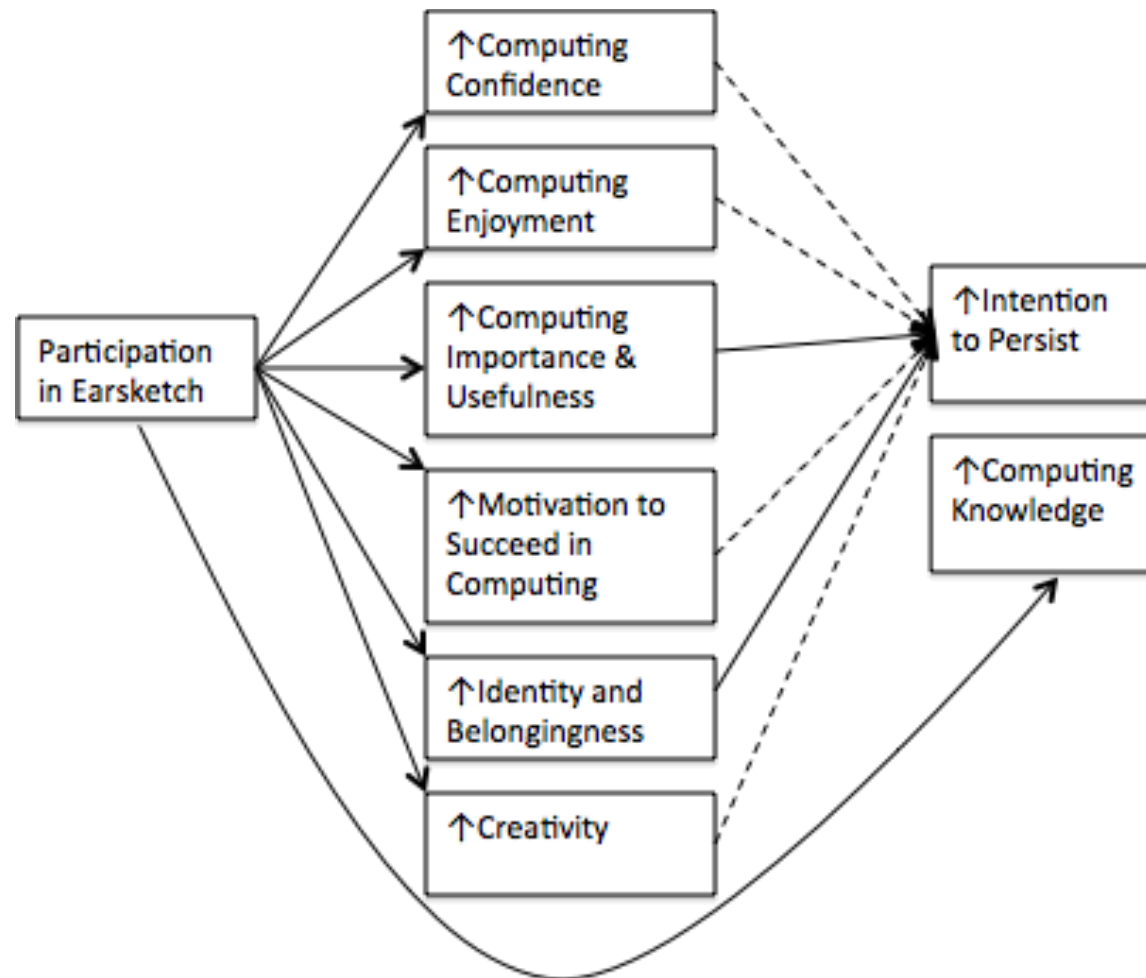 ↑Computing
Confidence
↑Computing
Enjoyment
↑Computing
Importance &
Usefulness
↑Intention
to Persist
Participation
in Earsketch
↑Computing
Knowledge
↑Motivation to
Succeed in
Computing
↑Identity and
Belongingness
↑Creativity